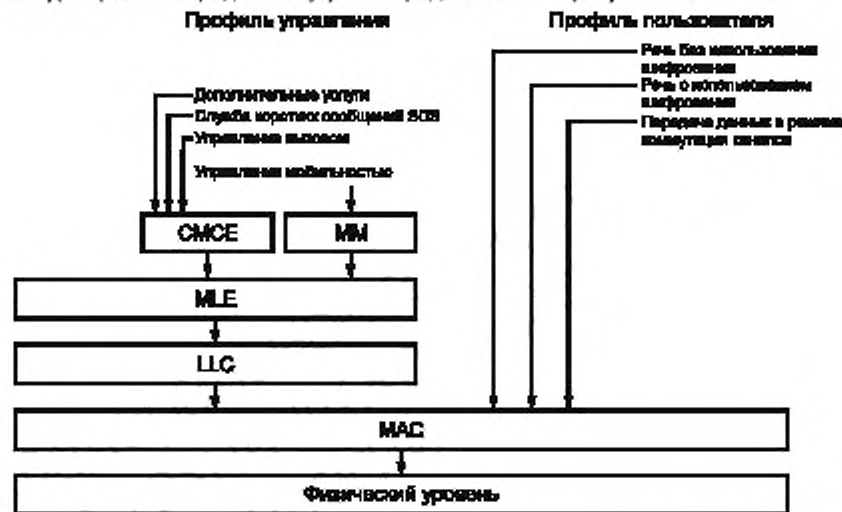 Профиль управления
Профиль пользователя
Речь без использования
шифрования
Речь с использованием
шифрования
Передача данных в режиме
коммутации каналов
Дополнительные услуги
Служба коротких сообщений SDS
Управление вызовом
Управление мобильностью
CMCE
MM
MLE
LLC
MAC
Физический уровень